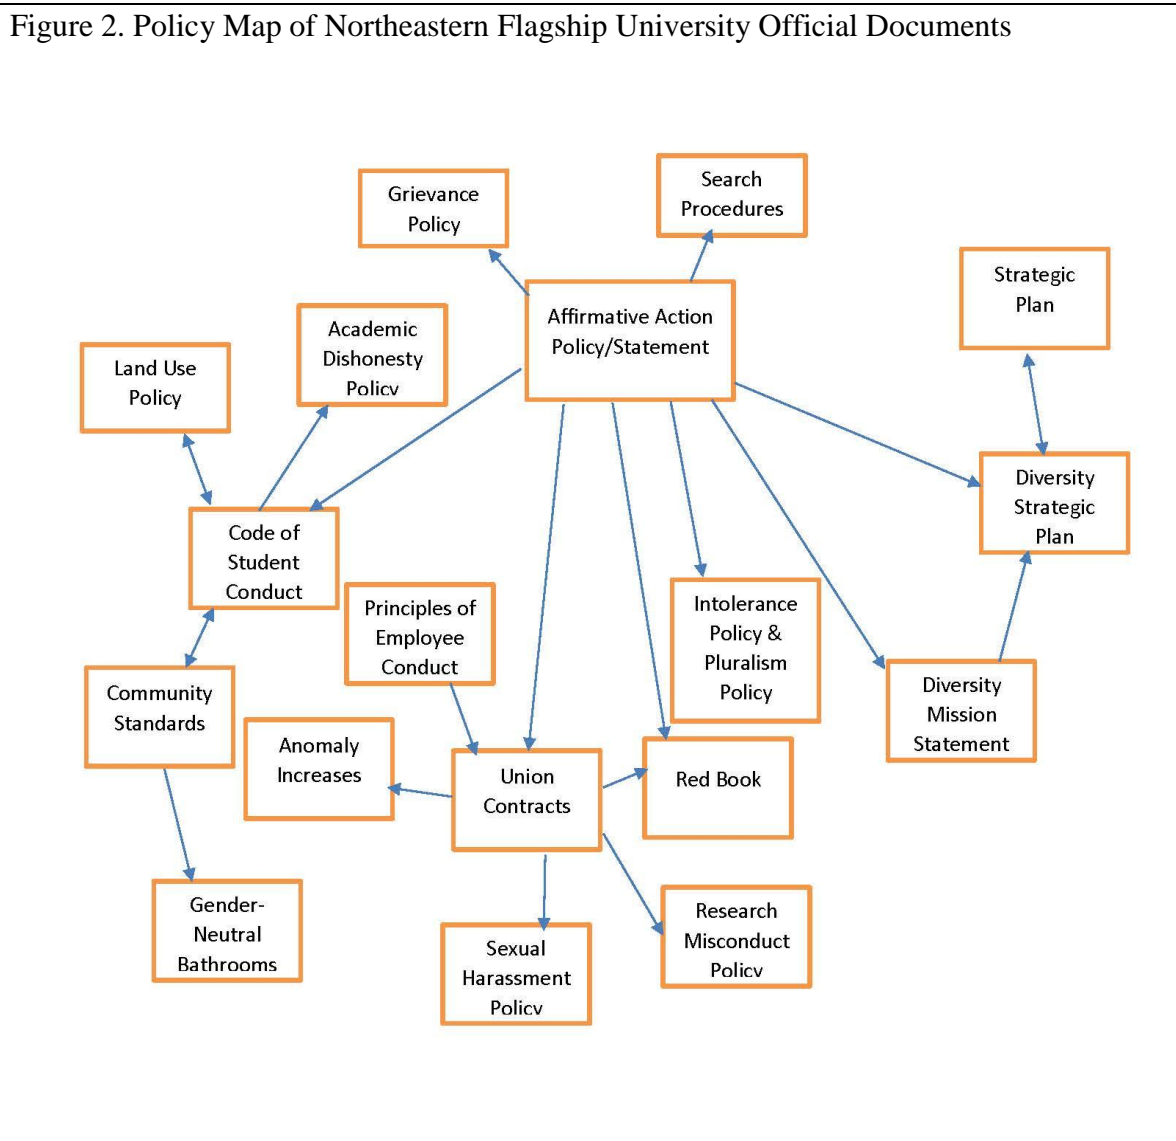 Figure 2. Policy Map of Northeastern Flagship University Official Documents
Search
Procedures
Grievance
Policy
Strategic
Plan
Affirmative Action
Policy/Statement
Academic
Dishonesty
Policy
Land Use
Policy
Diversity
Strategic
Plan
Code of
Student
Conduct
Principles of
Employee
Conduct
Intolerance
Policy &
Pluralism
Policy
Diversity
Mission
Statement
Community
Standards
Anomaly
Increases
Union
Contracts
Red Book
Gender-
Neutral
Bathrooms
Research
Misconduct
Policy
Sexual
Harassment
Policy